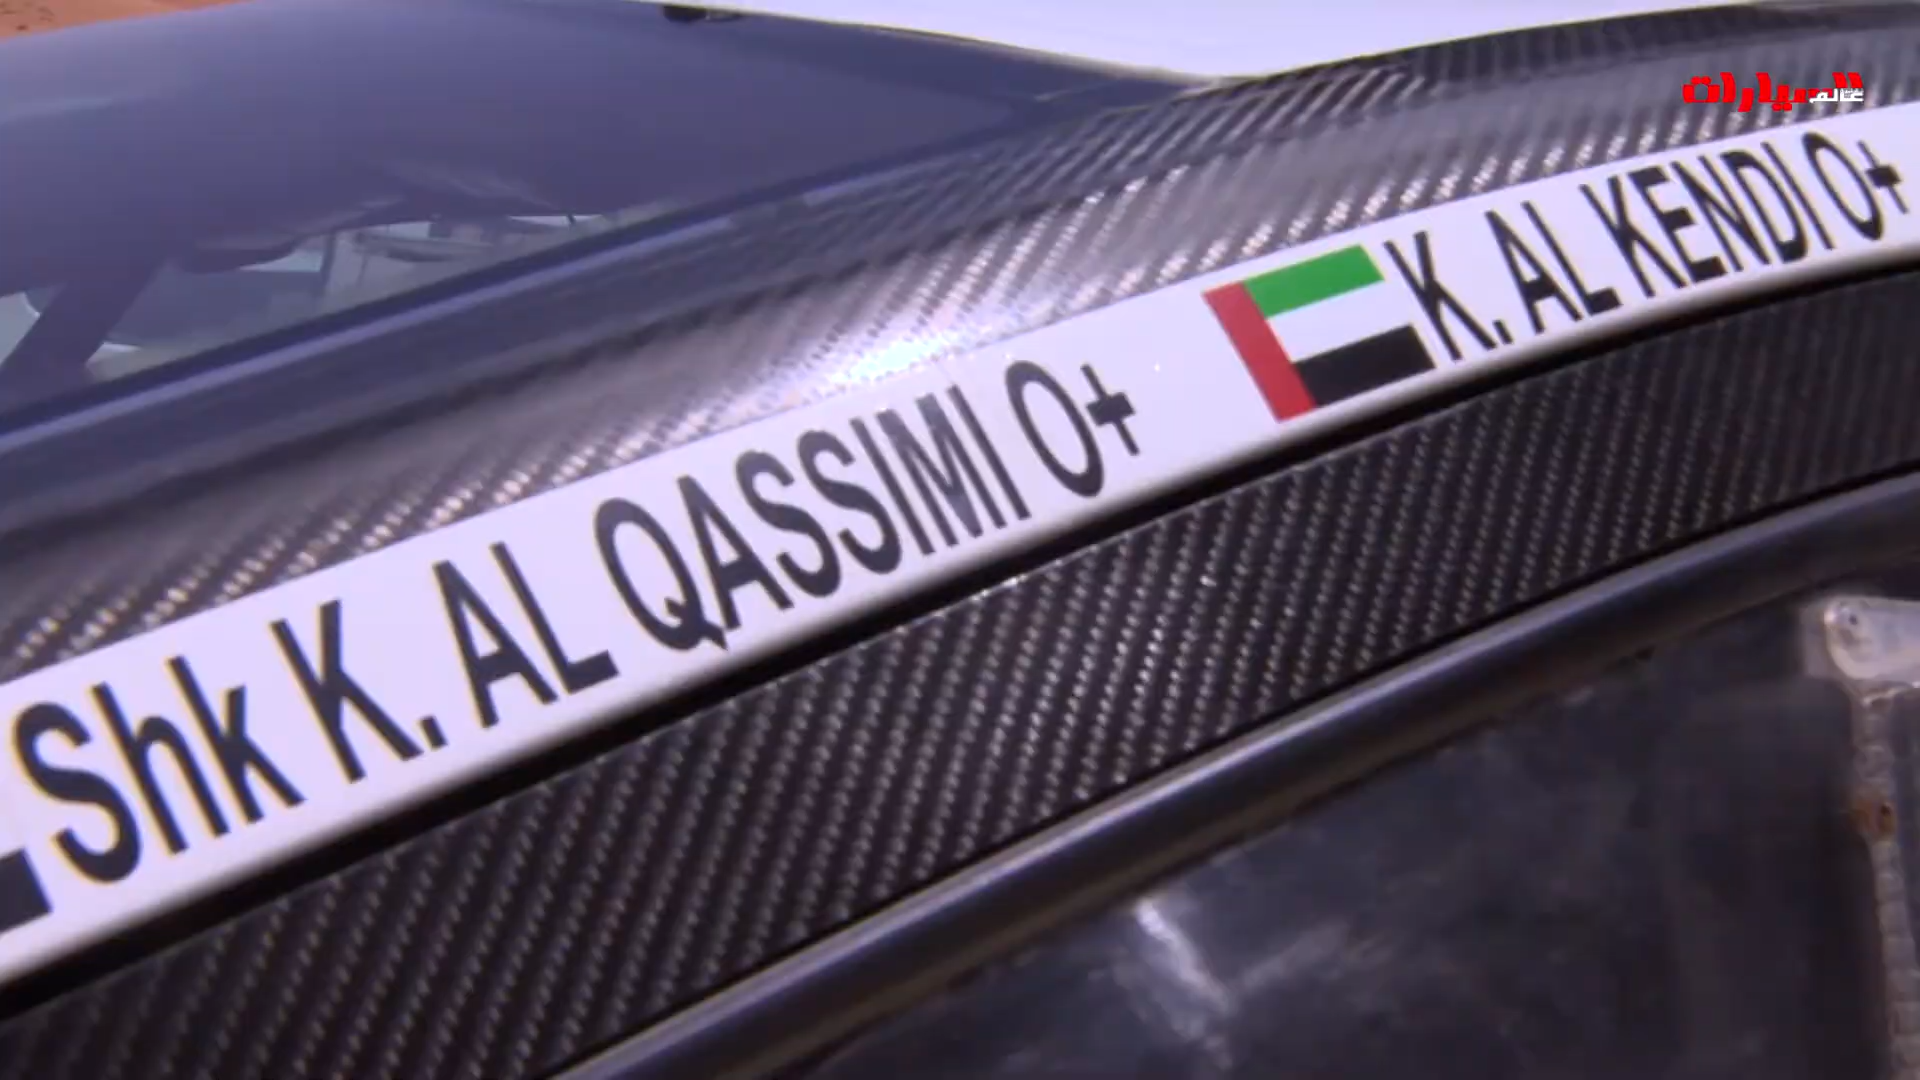 عالم السيارات
Shk K. AL QASSIMI O+ K. AL KENDI O+